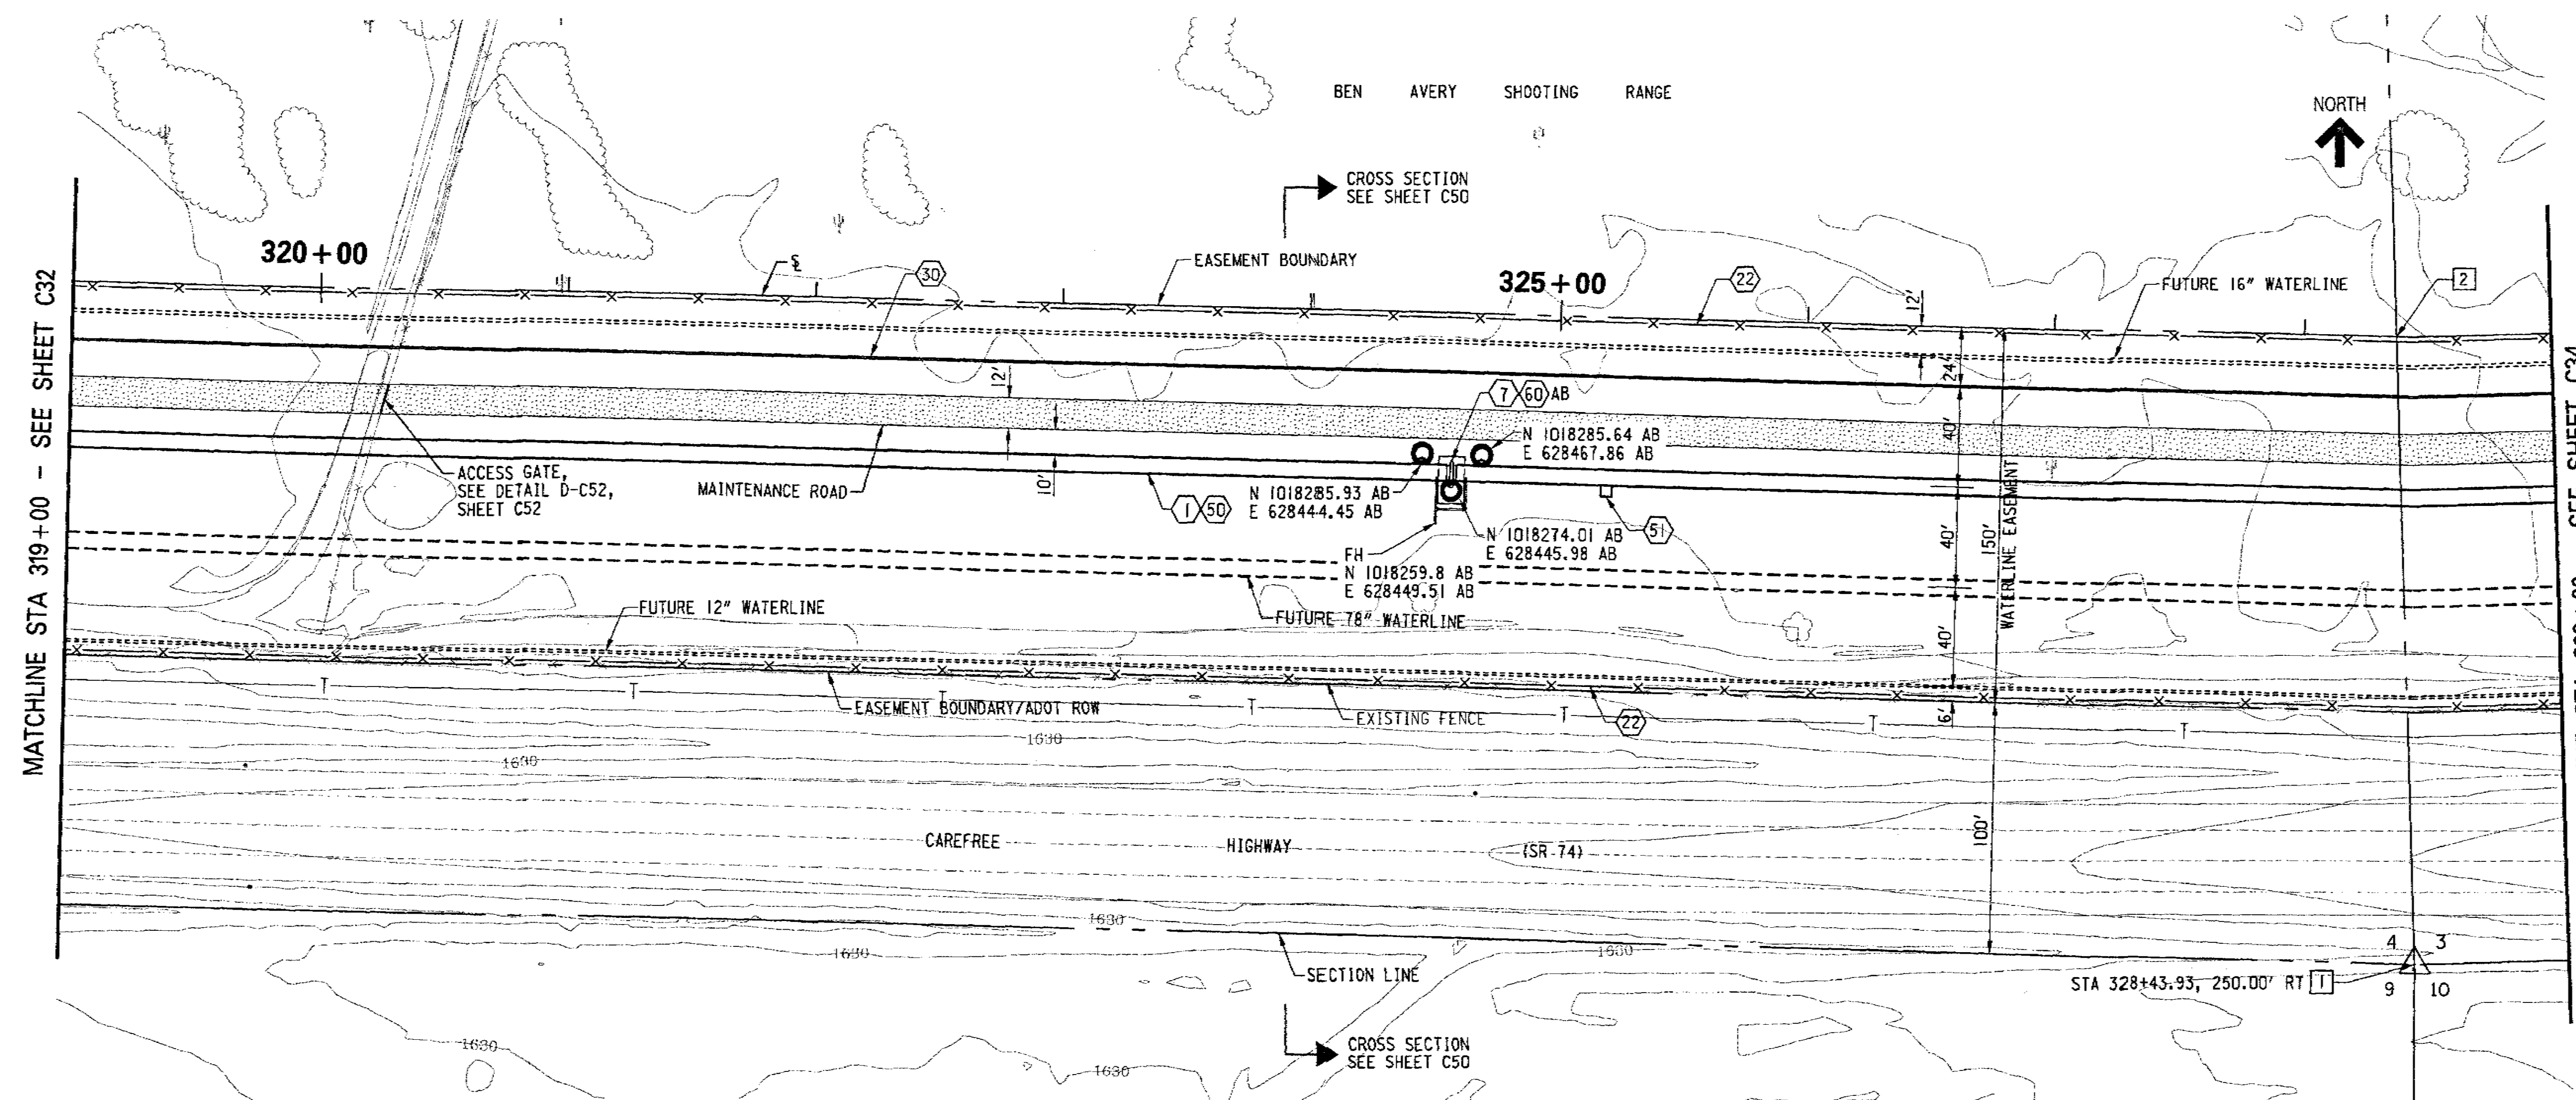 BEN AVERY SHOOTING RANGE
NORTH
CROSS SECTION
SEE SHEET C50
320+00
30
EASEMENT BOUNDARY
325+00
22
12'
FUTURE 16" WATERLINE
2
MATCHLINE STA 319+00 - SEE SHEET C32
12'
24'
7 60 AB
N 1018285.64 AB
E 628467.86 AB
40'
ACCESS GATE,
SEE DETAIL D-C52,
SHEET C52
MAINTENANCE ROAD
10'
1 50
N 1018285.93 AB
E 628444.45 AB
N 1018274.01 AB
E 628445.98 AB
51
FH
N 1018259.8 AB
E 628449.51 AB
40'
150'
WATERLINE EASEMENT
FUTURE 12" WATERLINE
FUTURE 78" WATERLINE
40'
T T T T T T T
EASEMENT BOUNDARY/ADOT ROW
EXISTING FENCE
22
6'
1630
1630
CAREFREE HIGHWAY (SR 74)
100'
1630
1630
1630
SECTION LINE
4 3
9 10
STA 328+43.93, 250.00' RT 1
CROSS SECTION
SEE SHEET C50
1630
1630
SHEET C34